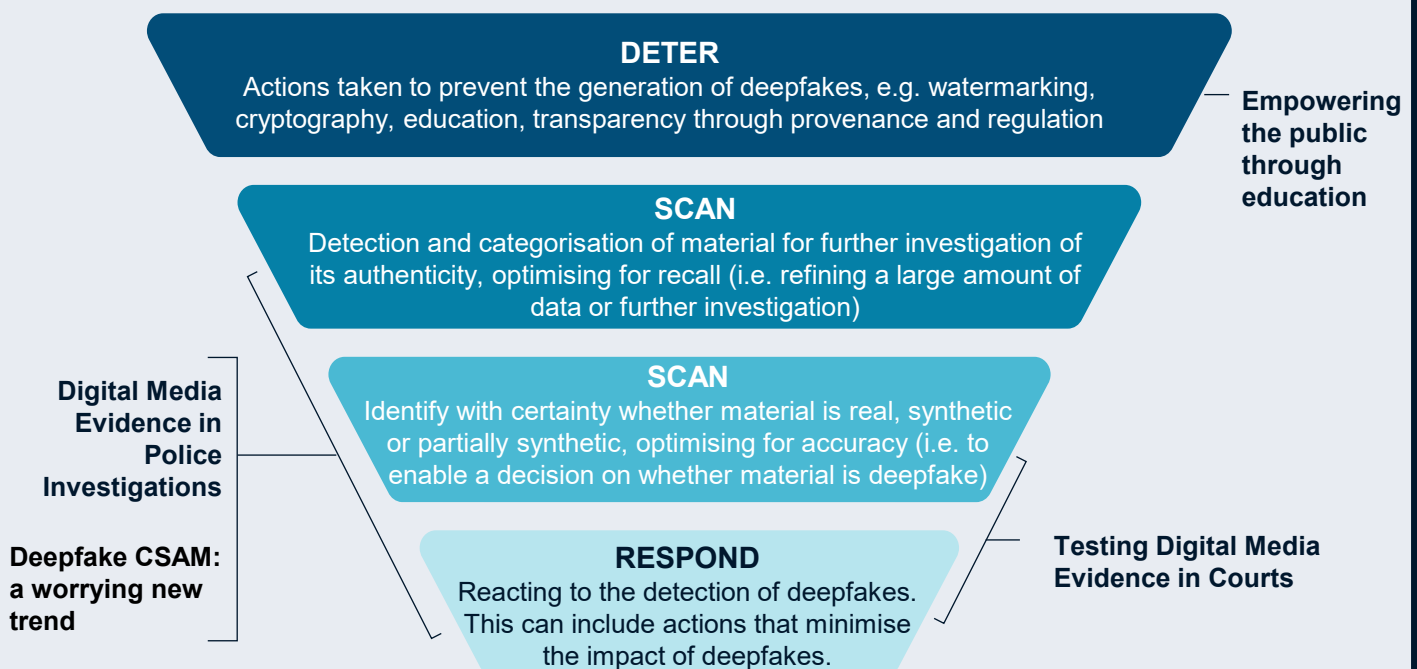 DETER
Actions taken to prevent the generation of deepfakes, e.g. watermarking,
cryptography, education, transparency through provenance and regulation
Empowering
the public
through
education
SCAN
Detection and categorisation of material for further investigation of
its authenticity, optimising for recall (i.e. refining a large amount of
data or further investigation)
SCAN
Identify with certainty whether material is real, synthetic
or partially synthetic, optimising for accuracy (i.e. to
enable a decision on whether material is deepfake)
Digital Media
Evidence in
Police
Investigations
Deepfake CSAM:
a worrying new
trend
RESPOND
Reacting to the detection of deepfakes.
This can include actions that minimise
the impact of deepfakes.
Testing Digital Media
Evidence in Courts